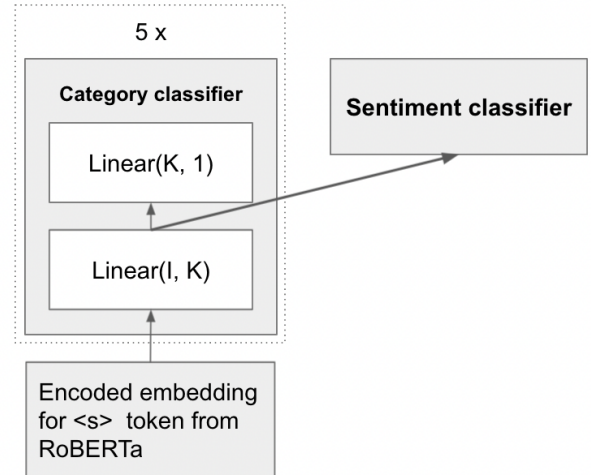 5 x
Category classifier
Linear(K, 1)
Sentiment classifier
Linear(I, K)
Encoded embedding
for <s> token from
RoBERTa